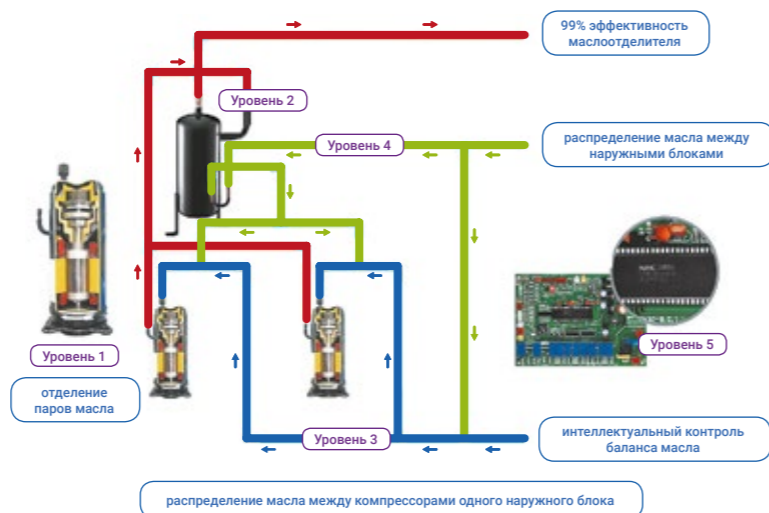 99% эффективность
маслоотделителя
Уровень 2
Уровень 4
распределение масла между
наружными блоками
Уровень 1
отделение
паров масла
Уровень 5
Уровень 3
интеллектуальный контроль
баланса масла
распределение масла между компрессорами одного наружного блока